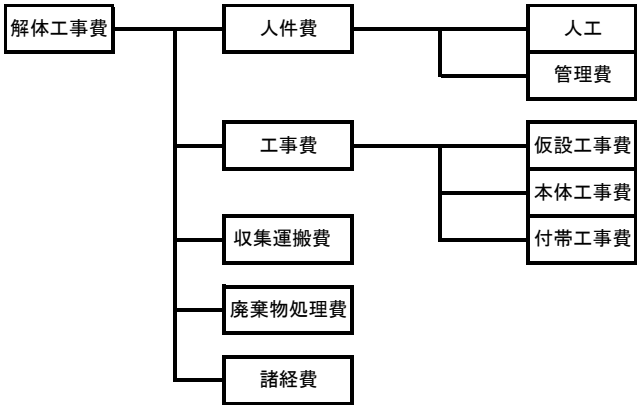 解体工事費
人件費
人工
管理費
工事費
仮設工事費
本体工事費
付帯工事費
収集運搬費
廃棄物処理費
諸経費